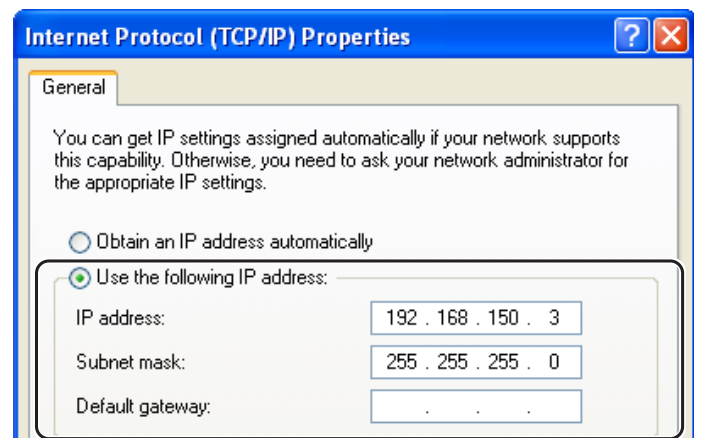 Internet Protocol (TCP/IP) Properties
General
You can get IP settings assigned automatically if your network supports
this capability. Otherwise, you need to ask your network administrator for
the appropriate IP settings.
Obtain an IP address automatically
Use the following IP address:
IP address: 192 . 168 . 150 . 3
Subnet mask: 255 . 255 . 255 . 0
Default gateway: . . .